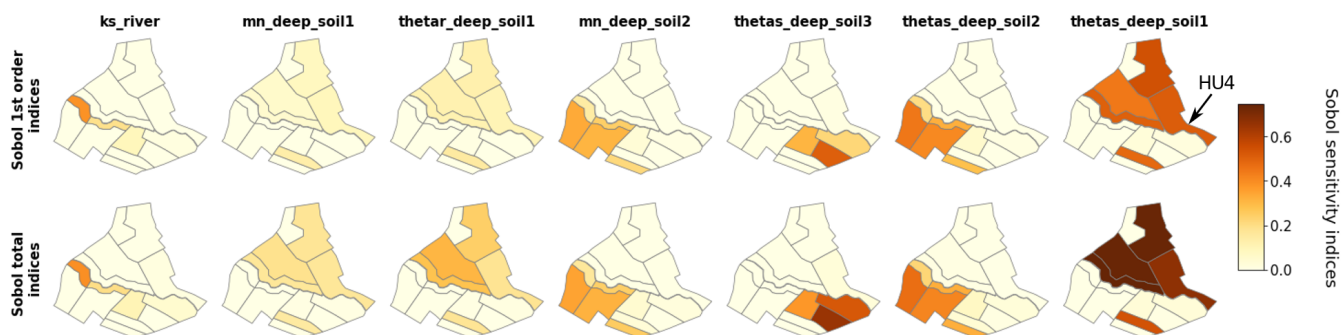 ks_river
mn_deep_soil1
thetar_deep_soil1
mn_deep_soil2
thetas_deep_soil3
thetas_deep_soil2
thetas_deep_soil1
Sobol 1st order
indices
HU4
Sobol total
indices
0.6
0.4
0.2
0.0
Sobol sensitivity indices